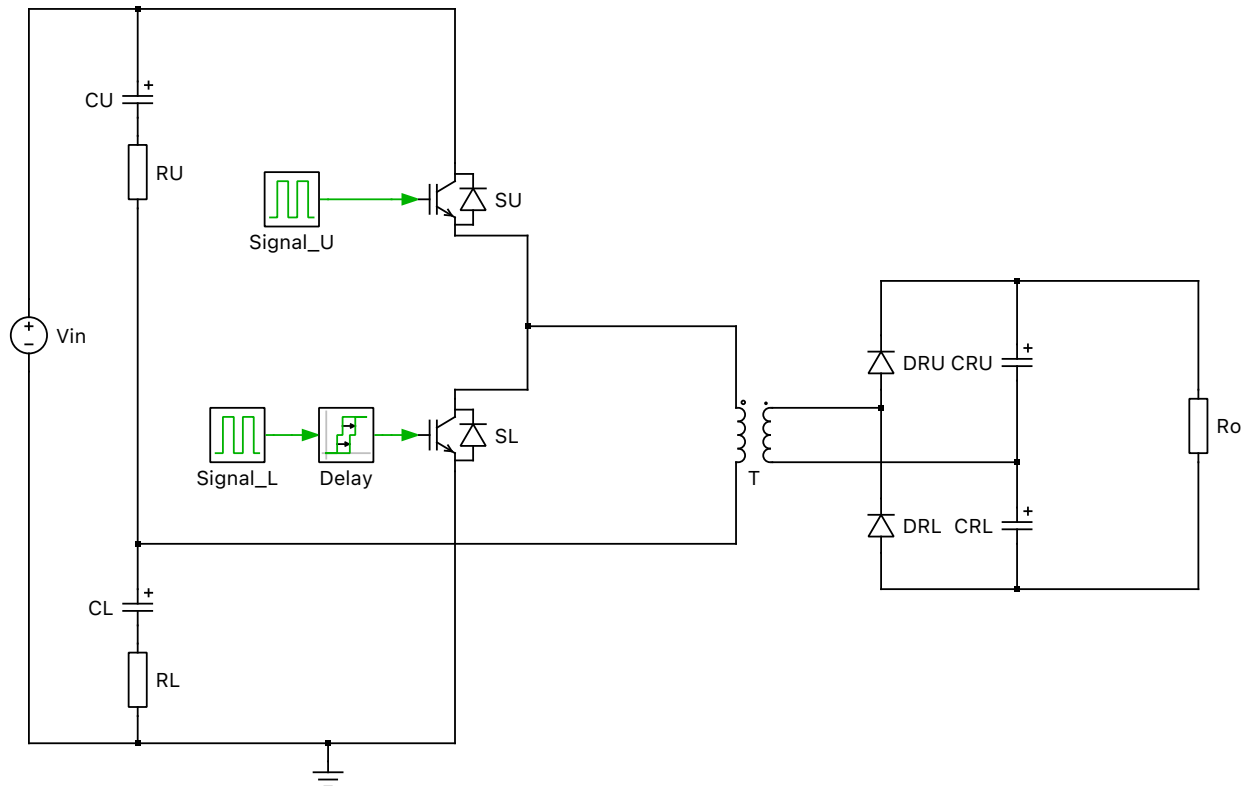 CU
RU
SU
Signal_U
Vin
DRU CRU
SL
Ro
Signal_L Delay
T
DRL CRL
CL
RL